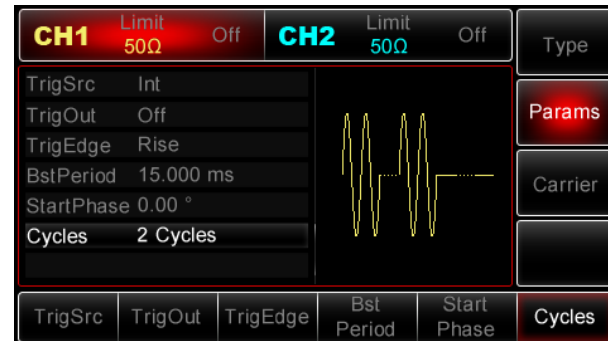 CH1 Limit 50Ω Off CH2 Limit 50Ω Off Type
TrigSrc Int
TrigOut Off
TrigEdge Rise
BstPeriod 15.000 ms
StartPhase 0.00 °
Cycles 2 Cycles
Params
Carrier
TrigSrc TrigOut TrigEdge Bst Period Start Phase Cycles